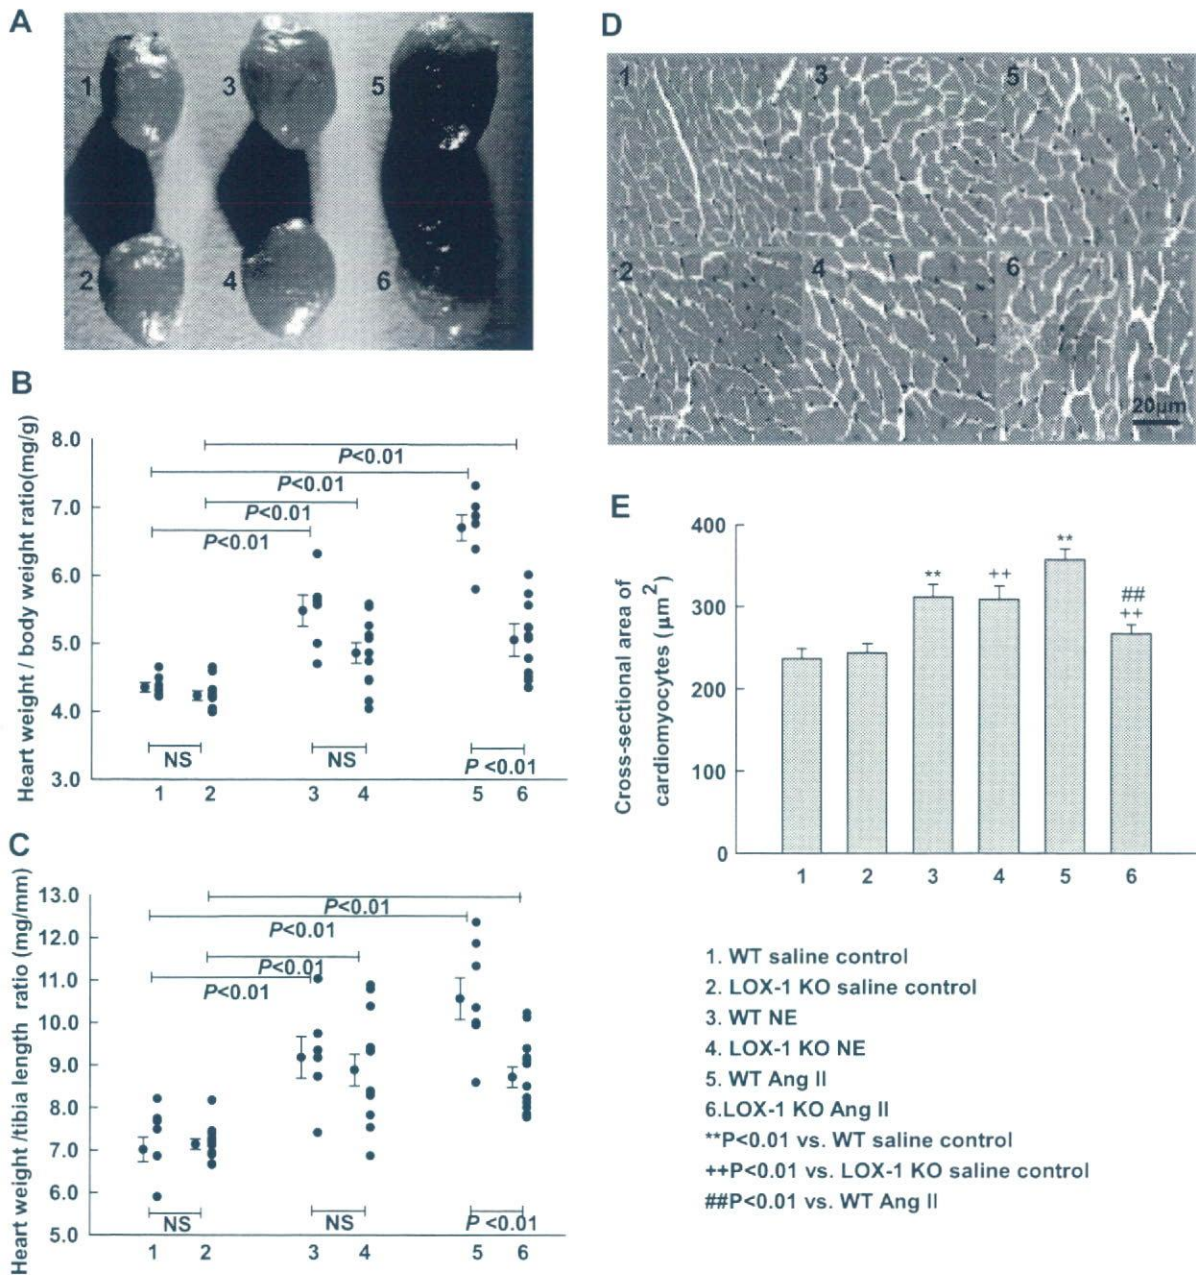 A
1
3
5
2
4
6
B
Heart weight / body weight ratio(mg/g)
8.0
7.0
6.0
5.0
4.0
3.0
P<0.01
P<0.01
P<0.01
P<0.01
NS
NS
P <0.01
1 2 3 4 5 6
C
Heart weight /tibia length ratio (mg/mm)
13.0
12.0
11.0
10.0
9.0
8.0
7.0
6.0
5.0
P<0.01
P<0.01
P<0.01
P<0.01
NS
NS
P <0.01
1 2 3 4 5 6
D
1
3
5
2
4
6
20µm
E
Cross-sectional area of
cardiomyocytes (µm²)
400
300
200
100
0
**
++
**
##
++
1 2 3 4 5 6
1. WT saline control
2. LOX-1 KO saline control
3. WT NE
4. LOX-1 KO NE
5. WT Ang II
6.LOX-1 KO Ang II
**P<0.01 vs. WT saline control
++P<0.01 vs. LOX-1 KO saline control
##P<0.01 vs. WT Ang II